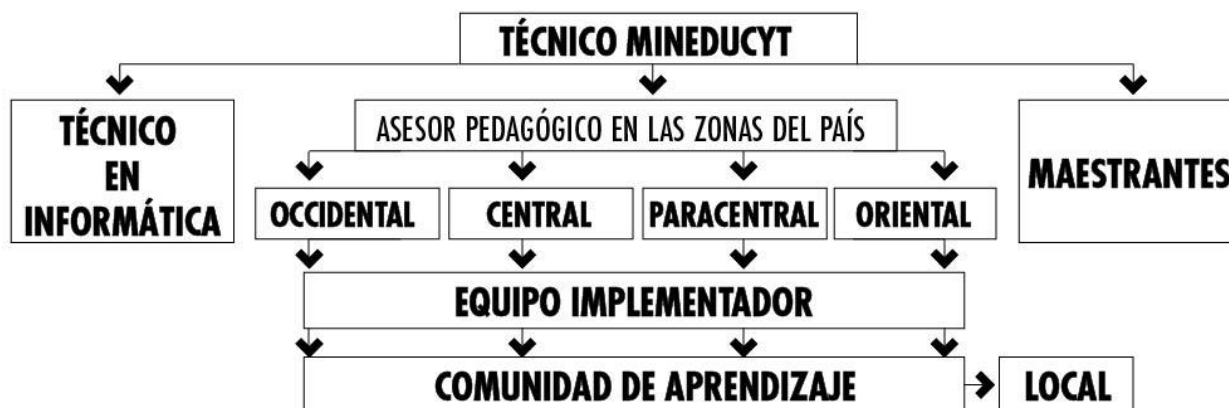 TÉCNICO MINEDUCYT
TÉCNICO
EN
INFORMÁTICA
ASESOR PEDAGÓGICO EN LAS ZONAS DEL PAÍS
MAESTRANTES
OCCIDENTAL
CENTRAL
PARACENTRAL
ORIENTAL
EQUIPO IMPLEMENTADOR
COMUNIDAD DE APRENDIZAJE
LOCAL